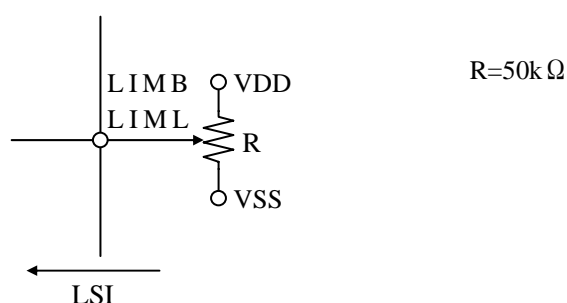 LIMB
VDD
R=50kΩ
LIML
R
VSS
LSI